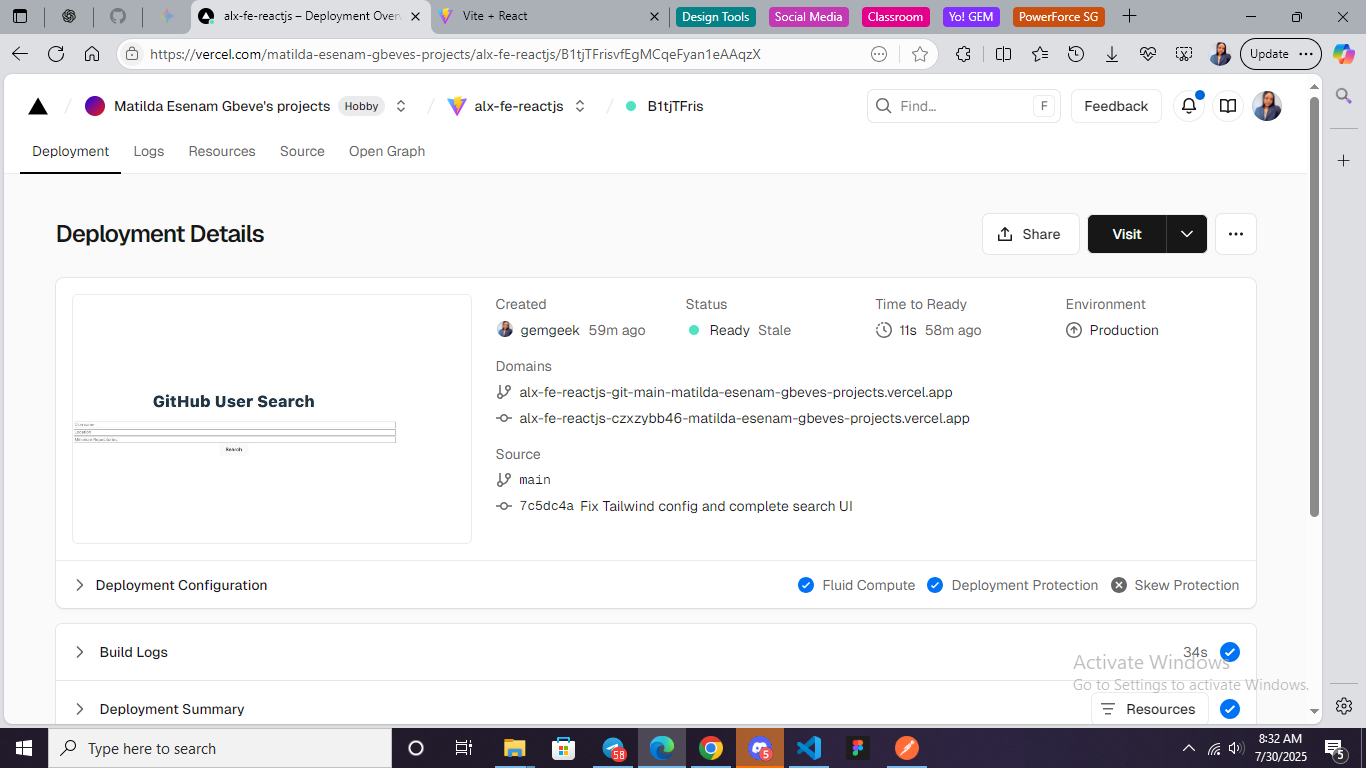 alx-fe-reactjs – Deployment Over
Vite + React
Design Tools
Social Media
Classroom
Yo! GEM
PowerForce SG
https://vercel.com/matilda-esenam-gbeves-projects/alx-fe-reactjs/B1tjTFrisvfEgMCqeFyan1eAAqzX
Update
Matilda Esenam Gbeve's projects Hobby
alx-fe-reactjs
B1tjTFris
Find... F
Feedback
Deployment Logs Resources Source Open Graph
Deployment Details
Share
Visit
GitHub User Search
Username
Location
Minimum Repositories
Search
Created Status Time to Ready Environment
gemgeek 59m ago Ready Stale 11s 58m ago Production
Domains
alx-fe-reactjs-git-main-matilda-esenam-gbeves-projects.vercel.app
alx-fe-reactjs-czxzybb46-matilda-esenam-gbeves-projects.vercel.app
Source
main
7c5dc4a Fix Tailwind config and complete search UI
Deployment Configuration Fluid Compute Deployment Protection Skew Protection
Build Logs 34s
Activate Windows
Go to Settings to activate Windows.
Deployment Summary Resources
Type here to search
58
5
8:32 AM
7/30/2025
5